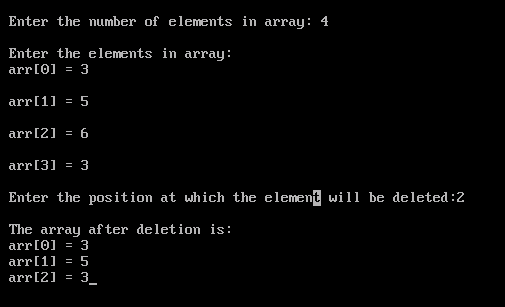 Enter the number of elements in array: 4
Enter the elements in array:
arr[0] = 3
arr[1] = 5
arr[2] = 6
arr[3] = 3
Enter the position at which the element will be deleted:2
The array after deletion is:
arr[0] = 3
arr[1] = 5
arr[2] = 3_